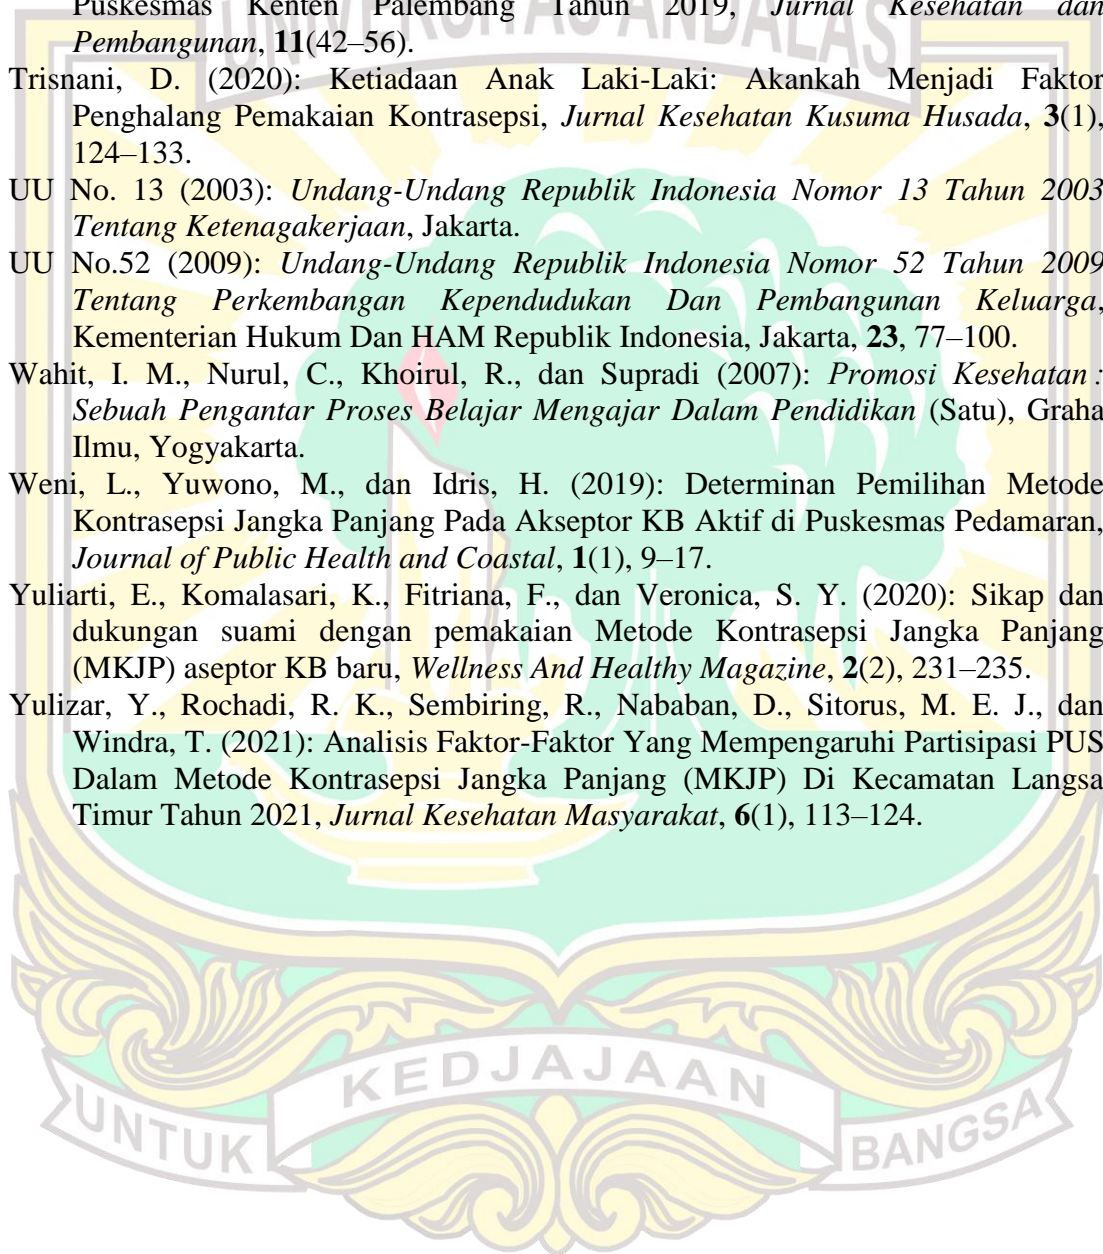 UNIVERSITAS ANDALAS
Puskesmas Kenten Palembang Tahun 2019, Jurnal Kesehatan dan
Pembangunan, 11(42–56).
Trisnani, D. (2020): Ketiadaan Anak Laki-Laki: Akankah Menjadi Faktor
Penghalang Pemakaian Kontrasepsi, Jurnal Kesehatan Kusuma Husada, 3(1),
124–133.
UU No. 13 (2003): Undang-Undang Republik Indonesia Nomor 13 Tahun 2003
Tentang Ketenagakerjaan, Jakarta.
UU No.52 (2009): Undang-Undang Republik Indonesia Nomor 52 Tahun 2009
Tentang Perkembangan Kependudukan Dan Pembangunan Keluarga,
Kementerian Hukum Dan HAM Republik Indonesia, Jakarta, 23, 77–100.
Wahit, I. M., Nurul, C., Khoirul, R., dan Supradi (2007): Promosi Kesehatan :
Sebuah Pengantar Proses Belajar Mengajar Dalam Pendidikan (Satu), Graha
Ilmu, Yogyakarta.
Weni, L., Yuwono, M., dan Idris, H. (2019): Determinan Pemilihan Metode
Kontrasepsi Jangka Panjang Pada Akseptor KB Aktif di Puskesmas Pedamaran,
Journal of Public Health and Coastal, 1(1), 9–17.
Yuliarti, E., Komalasari, K., Fitriana, F., dan Veronica, S. Y. (2020): Sikap dan
dukungan suami dengan pemakaian Metode Kontrasepsi Jangka Panjang
(MKJP) aseptor KB baru, Wellness And Healthy Magazine, 2(2), 231–235.
Yulizar, Y., Rochadi, R. K., Sembiring, R., Nababan, D., Sitorus, M. E. J., dan
Windra, T. (2021): Analisis Faktor-Faktor Yang Mempengaruhi Partisipasi PUS
Dalam Metode Kontrasepsi Jangka Panjang (MKJP) Di Kecamatan Langsa
Timur Tahun 2021, Jurnal Kesehatan Masyarakat, 6(1), 113–124.
UNTUK KEDJAJAAN BANGSA